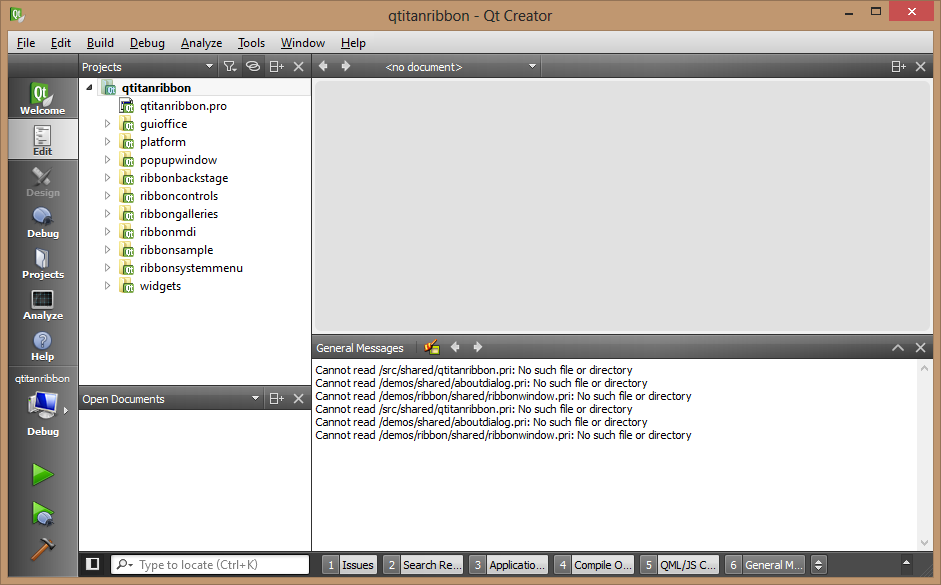 qtitanribbon - Qt Creator
File Edit Build Debug Analyze Tools Window Help
Projects
<no document>
Qt
Welcome
Edit
Design
Debug
Projects
Analyze
Help
qtitanribbon
Debug
qtitanribbon
qtitanribbon.pro
guioffice
platform
popupwindow
ribbonbackstage
ribboncontrols
ribbongalleries
ribbonmdi
ribbonsample
ribbonsystemmenu
widgets
Open Documents
General Messages
Cannot read /src/shared/qtitanribbon.pri: No such file or directory
Cannot read /demos/shared/aboutdialog.pri: No such file or directory
Cannot read /demos/ribbon/shared/ribbonwindow.pri: No such file or directory
Cannot read /src/shared/qtitanribbon.pri: No such file or directory
Cannot read /demos/shared/aboutdialog.pri: No such file or directory
Cannot read /demos/ribbon/shared/ribbonwindow.pri: No such file or directory
Type to locate (Ctrl+K)
1 Issues 2 Search Re... 3 Applicatio... 4 Compile O... 5 QML/JS C... 6 General M...